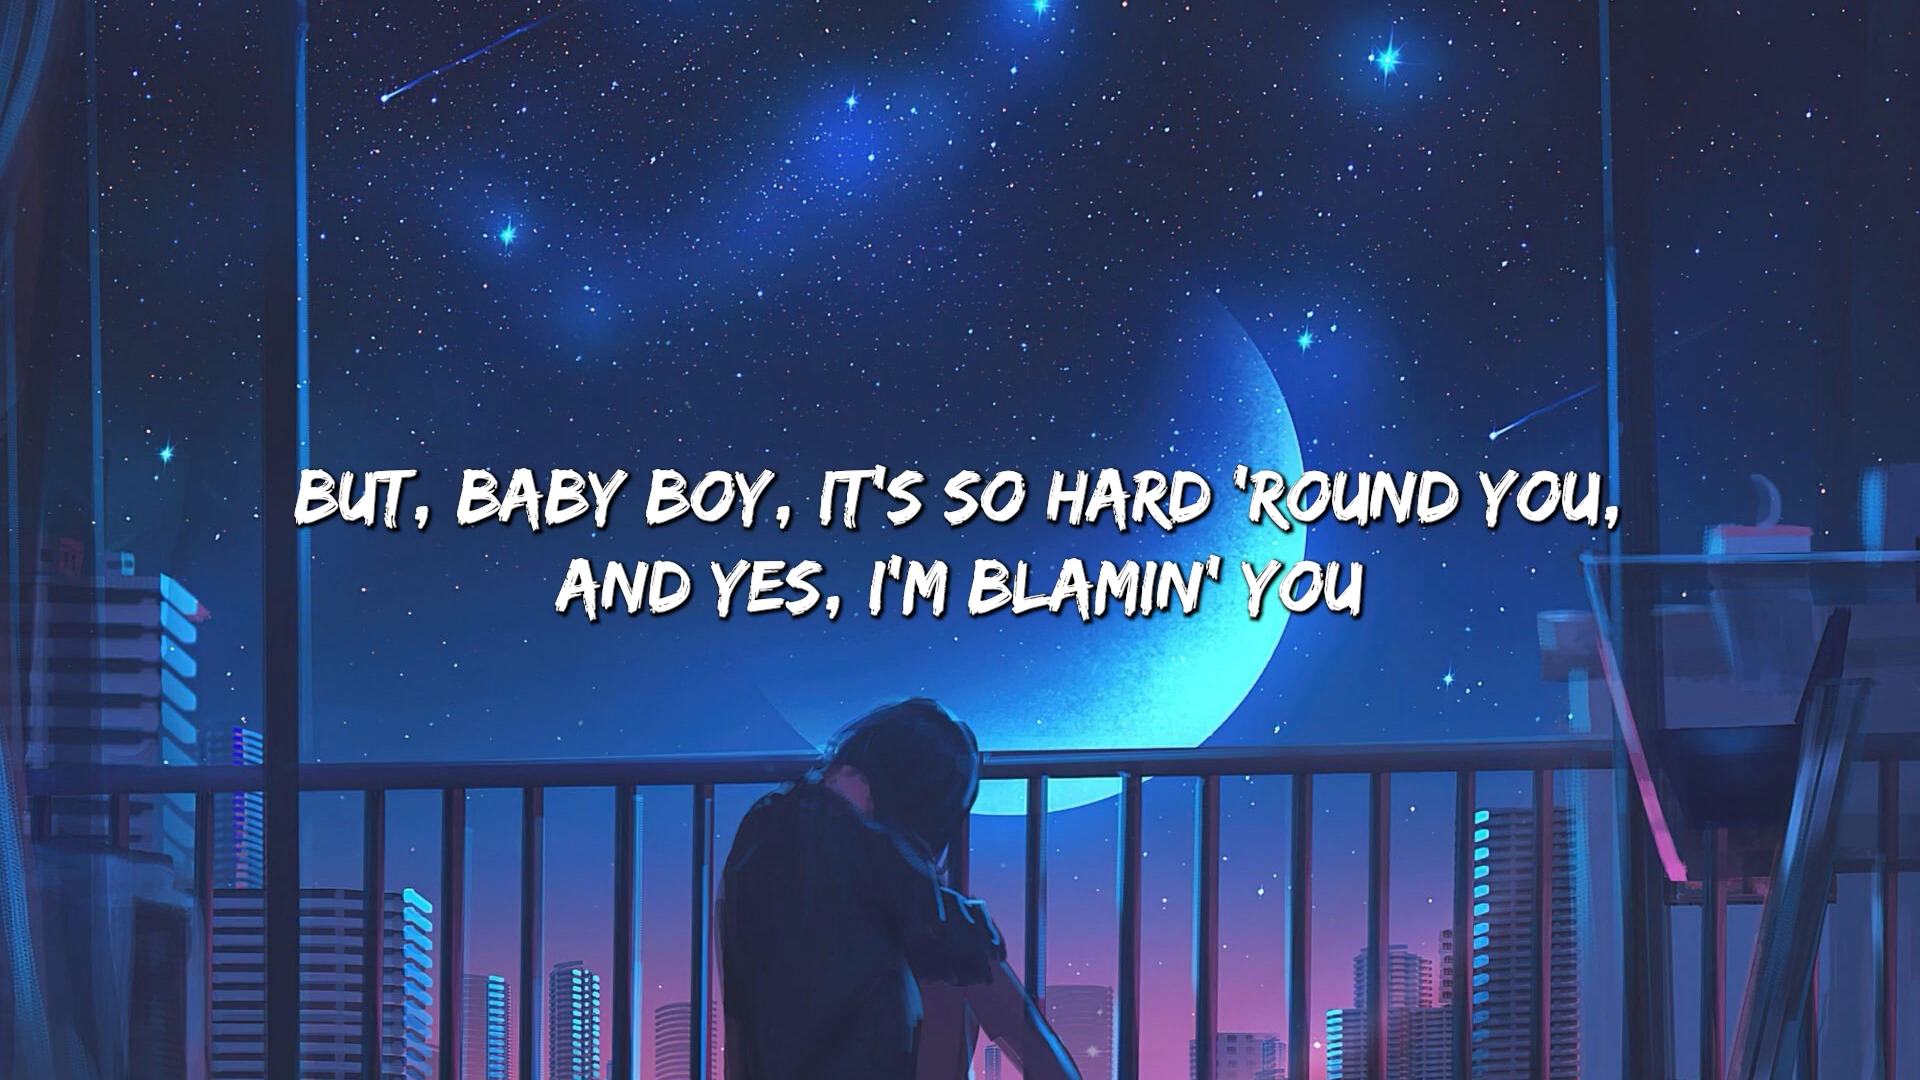 BUT, BABY BOY, IT'S SO HARD 'ROUND YOU,
AND YES, I'M BLAMIN' YOU